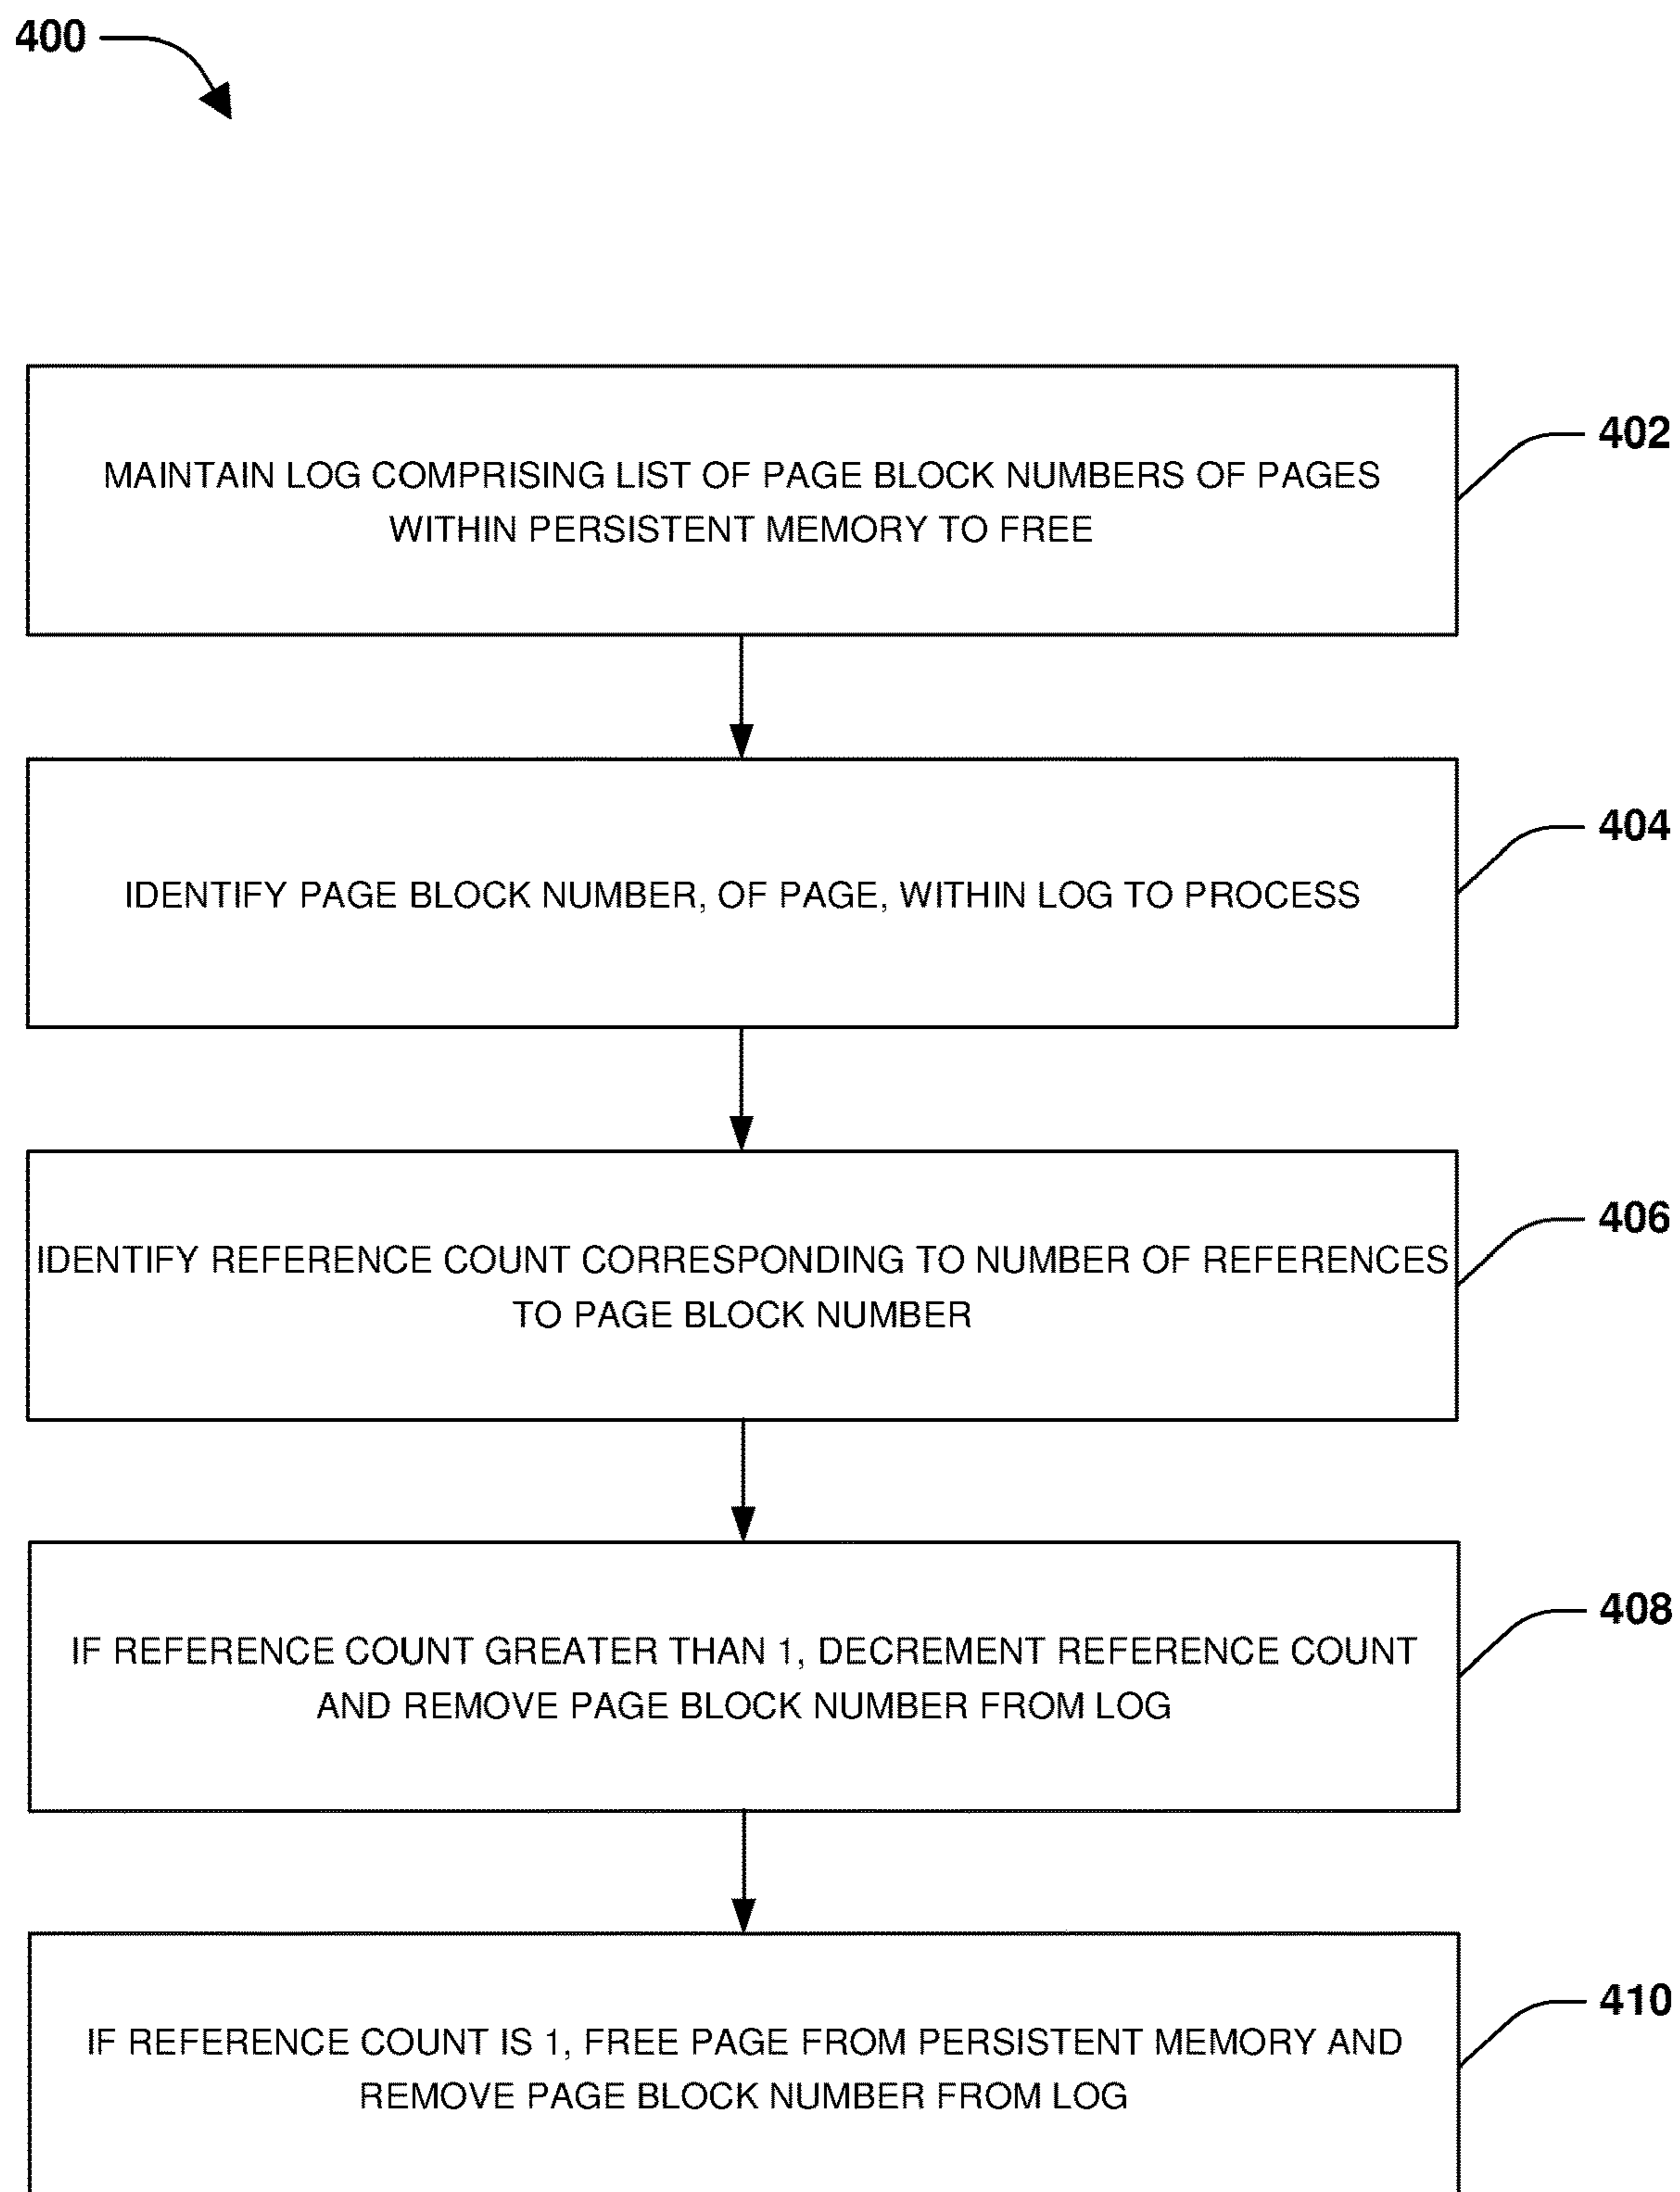 400
MAINTAIN LOG COMPRISING LIST OF PAGE BLOCK NUMBERS OF PAGES
WITHIN PERSISTENT MEMORY TO FREE
402
IDENTIFY PAGE BLOCK NUMBER, OF PAGE, WITHIN LOG TO PROCESS
404
IDENTIFY REFERENCE COUNT CORRESPONDING TO NUMBER OF REFERENCES
TO PAGE BLOCK NUMBER
406
IF REFERENCE COUNT GREATER THAN 1, DECREMENT REFERENCE COUNT
AND REMOVE PAGE BLOCK NUMBER FROM LOG
408
IF REFERENCE COUNT IS 1, FREE PAGE FROM PERSISTENT MEMORY AND
REMOVE PAGE BLOCK NUMBER FROM LOG
410